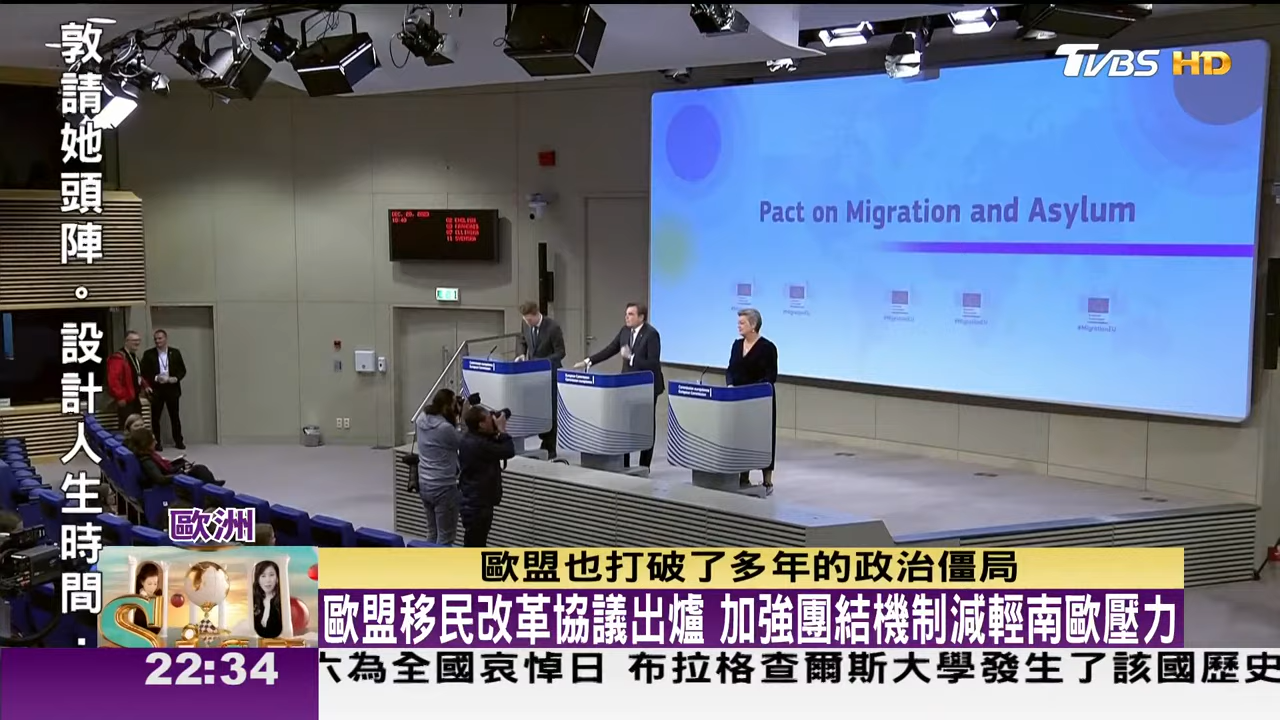 敦請她頭陣。設計人生時間.
TVBS HD
Pact on Migration and Asylum
歐洲
歐盟也打破了多年的政治僵局
歐盟移民改革協議出爐 加強團結機制減輕南歐壓力
22:34
六為全國哀悼日 布拉格查爾斯大學發生了該國歷史